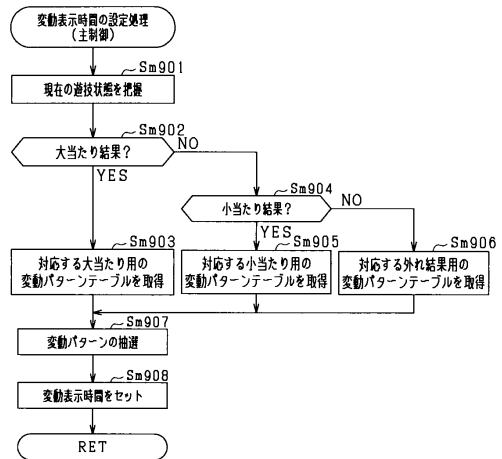 変動表示時間の設定処理
(主制御)
Sm901
現在の遊技状態を把握
Sm902
大当たり結果?
NO
YES
Sm904
小当たり結果?
NO
YES
Sm903
対応する大当たり用の
変動パターンテーブルを取得
Sm905
対応する小当たり用の
変動パターンテーブルを取得
Sm906
対応する外れ結果用の
変動パターンテーブルを取得
Sm907
変動パターンの抽選
Sm908
変動表示時間をセット
RET